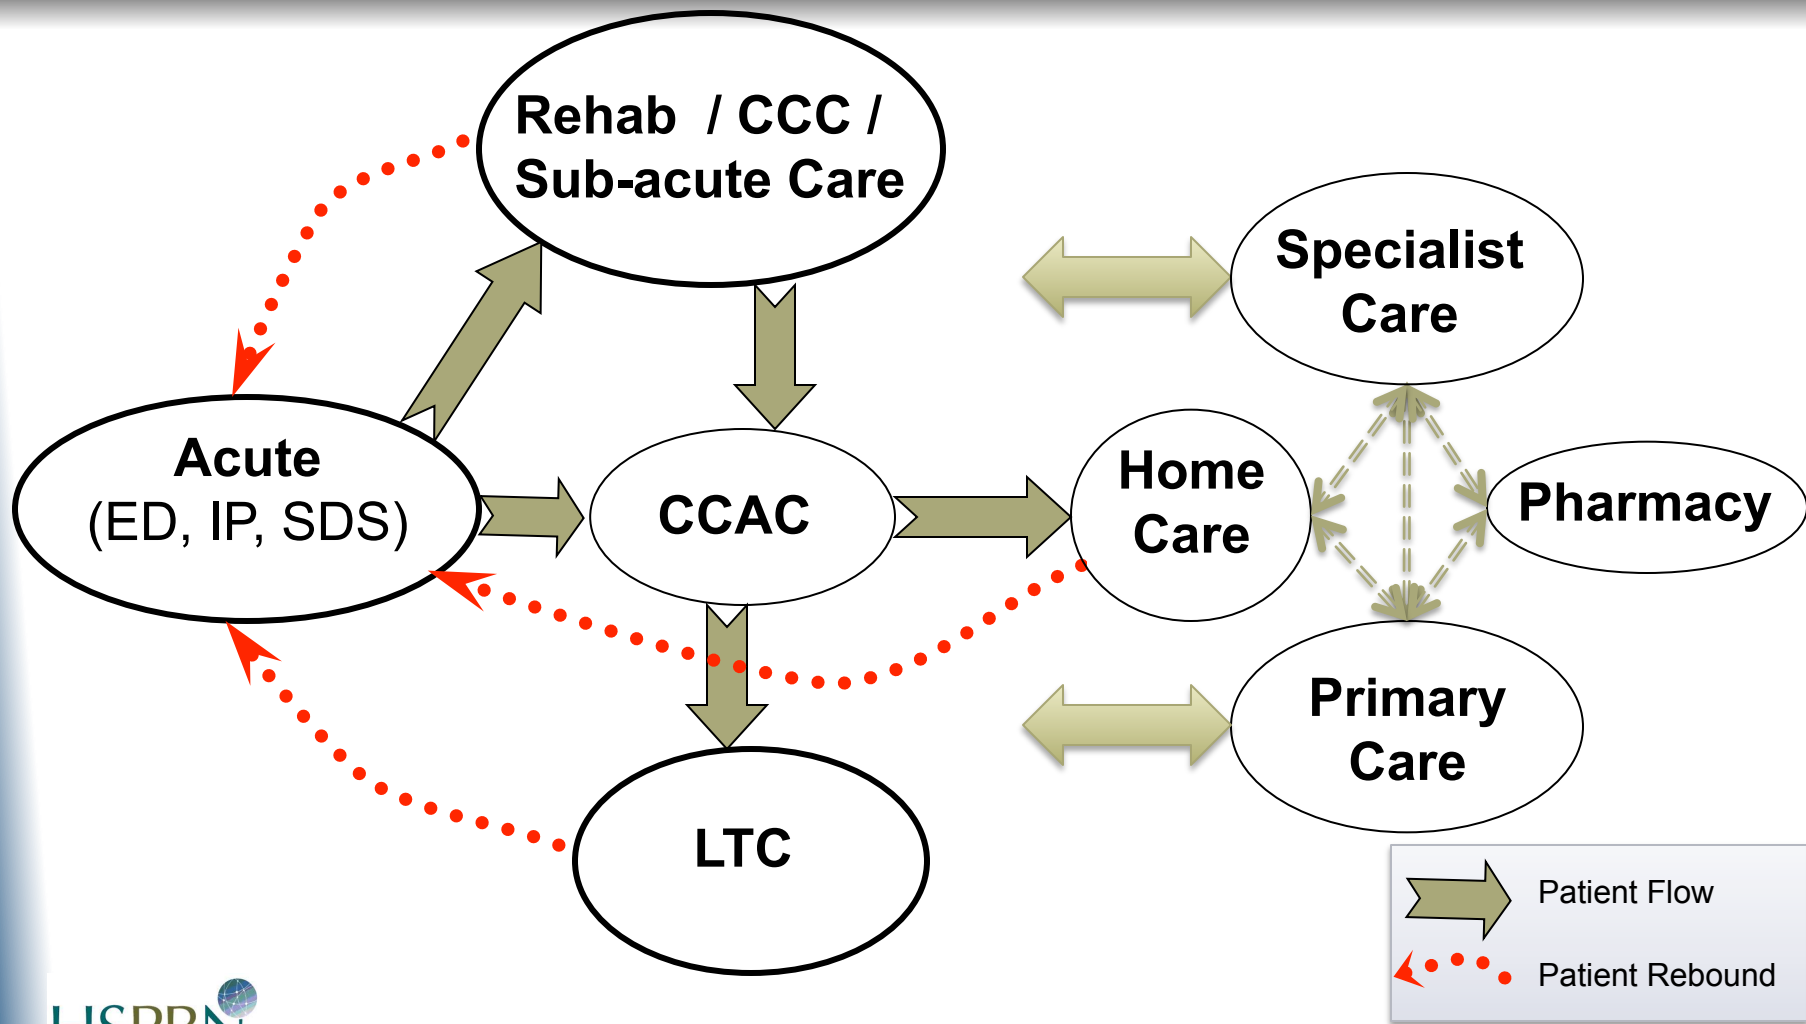 Rehab / CCC /
Sub-acute Care
Specialist
Care
Acute
(ED, IP, SDS)
CCAC
Home
Care
Pharmacy
Primary
Care
LTC
Patient Flow
Patient Rebound